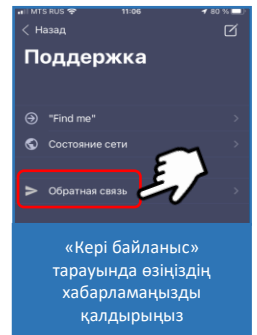 MTS RUS 11:06 80 %
Назад
Поддержка
"Find me"
Состояние сети
Обратная связь
«Кері байланыс»
тарауында өзіңіздің
хабарламаңызды
қалдырыңыз